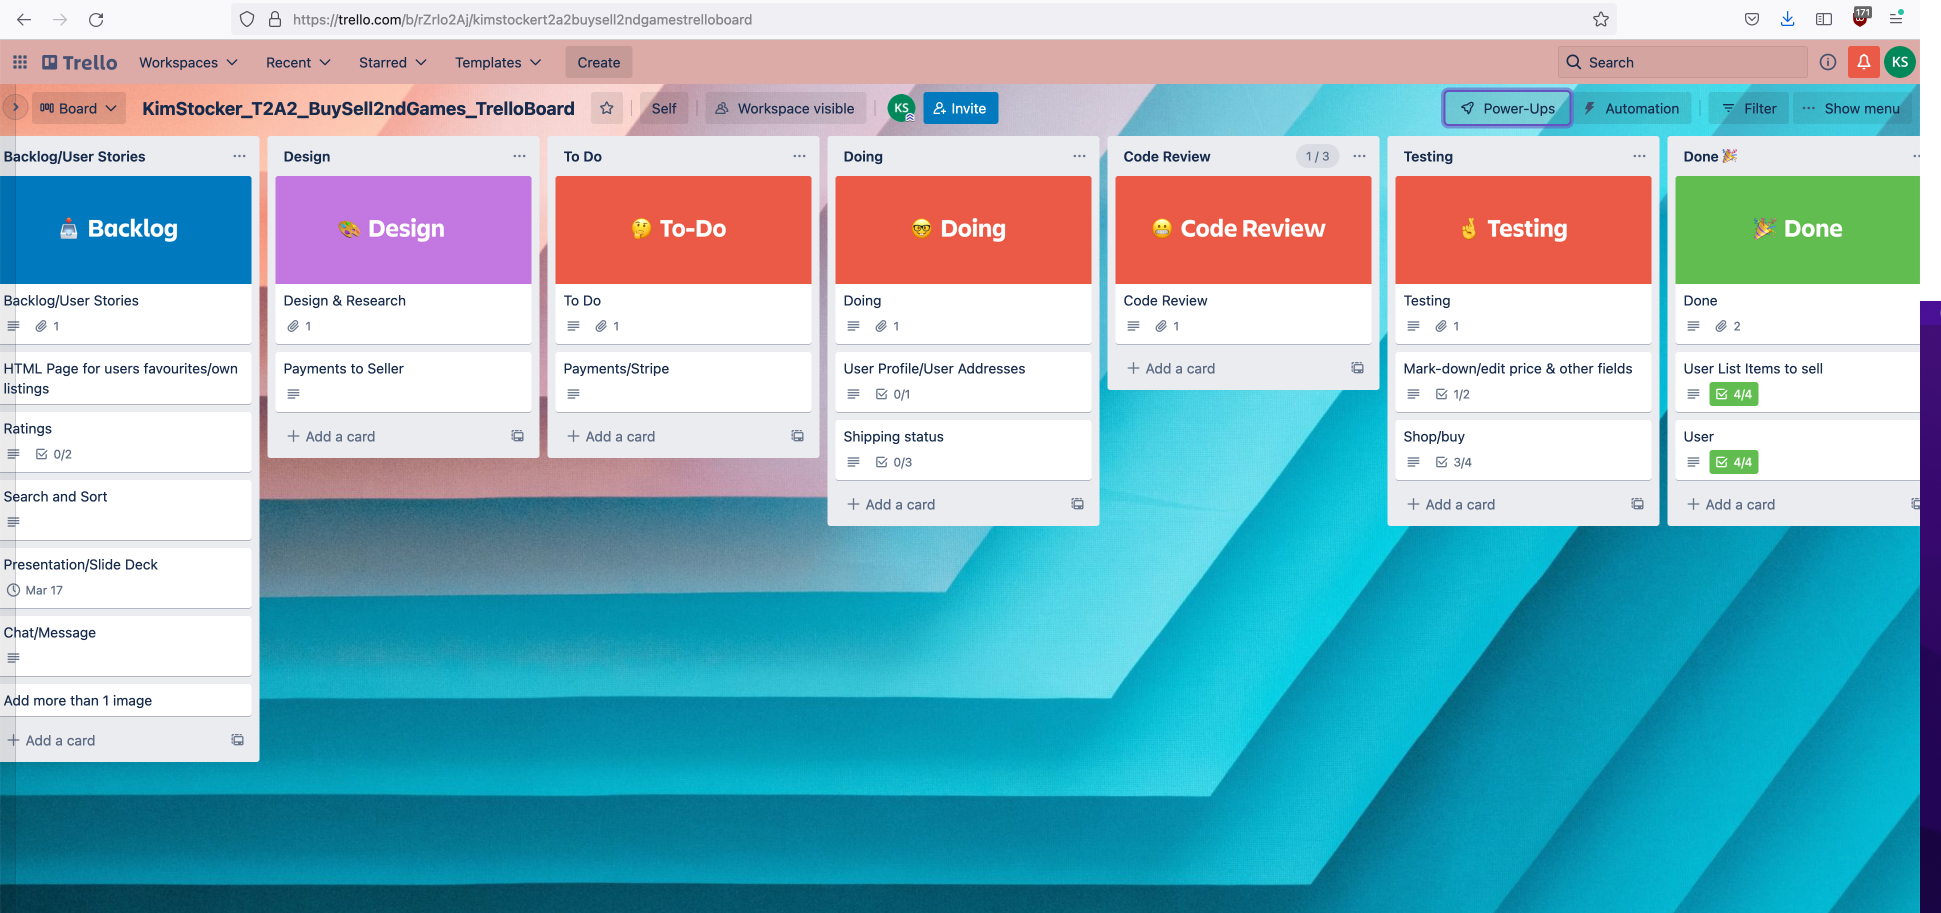 https://trello.com/b/rZrlo2Aj/kimstockert2a2buysell2ndgamestrelloboard
171
Trello
Workspaces
Recent
Starred
Templates
Create
Search
KS
Board
KimStocker_T2A2_BuySell2ndGames_TrelloBoard
Self
Workspace visible
KS
Invite
Power-Ups
Automation
Filter
Show menu
Backlog/User Stories
Backlog
Backlog/User Stories
1
HTML Page for users favourites/own
listings
Ratings
0/2
Search and Sort
Presentation/Slide Deck
Mar 17
Chat/Message
Add more than 1 image
Add a card
Design
Design
Design & Research
1
Payments to Seller
Add a card
To Do
To-Do
To Do
1
Payments/Stripe
Add a card
Doing
Doing
Doing
1
User Profile/User Addresses
0/1
Shipping status
0/3
Add a card
Code Review
1 / 3
Code Review
Code Review
1
Add a card
Testing
Testing
Testing
1
Mark-down/edit price & other fields
1/2
Shop/buy
3/4
Add a card
Done 🎉
Done
Done
2
User List Items to sell
4/4
User
4/4
Add a card